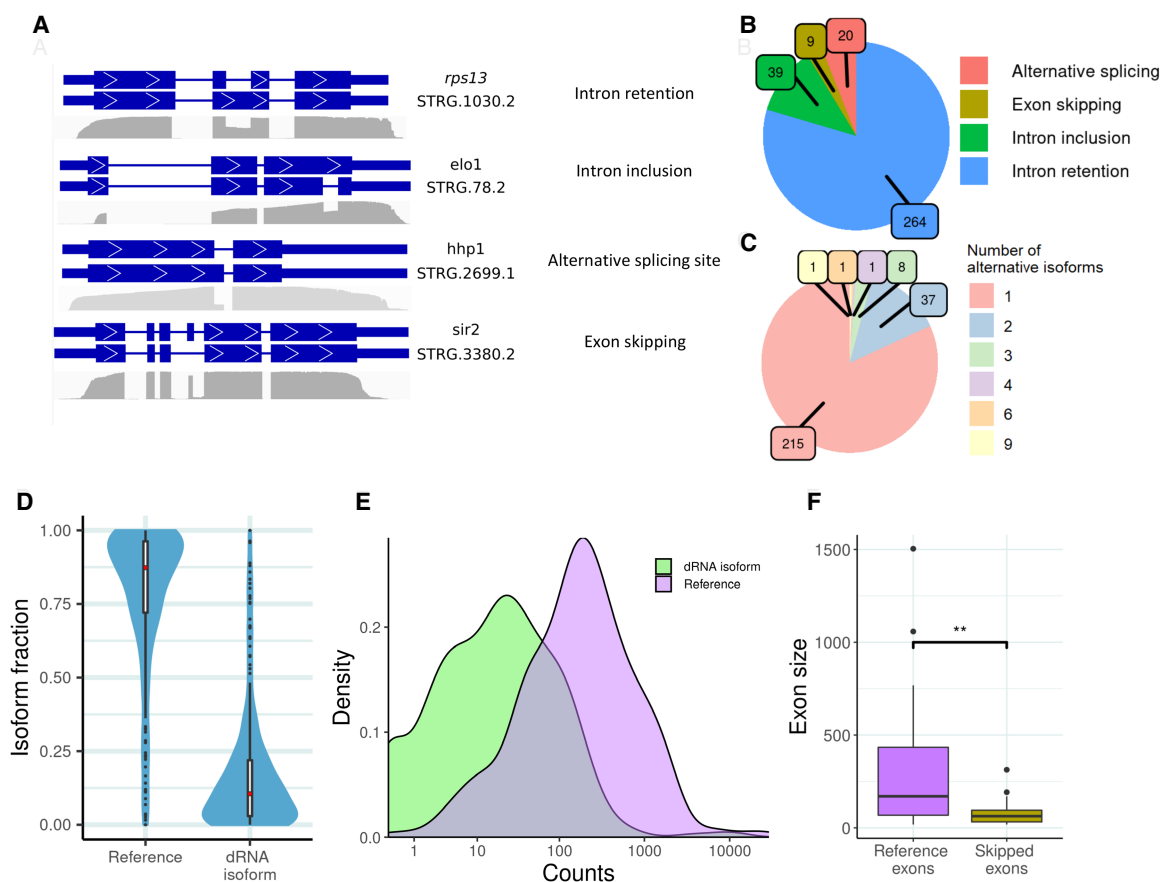 A
A
rps13
STRG.1030.2
Intron retention
elo1
STRG.78.2
Intron inclusion
hhp1
STRG.2699.1
Alternative splicing site
sir2
STRG.3380.2
Exon skipping
B
B
39
9
20
264
Alternative splicing
Exon skipping
Intron inclusion
Intron retention
C
C
1
1
1
8
37
215
Number of
alternative isoforms
1
2
3
4
6
9
D
Isoform fraction
1.00
0.75
0.50
0.25
0.00
Reference
dRNA
isoform
E
Density
0.2
0.1
0.0
1
10
100
1000
10000
Counts
dRNA isoform
Reference
F
Exon size
1500
1000
500
0
**
Reference
exons
Skipped
exons